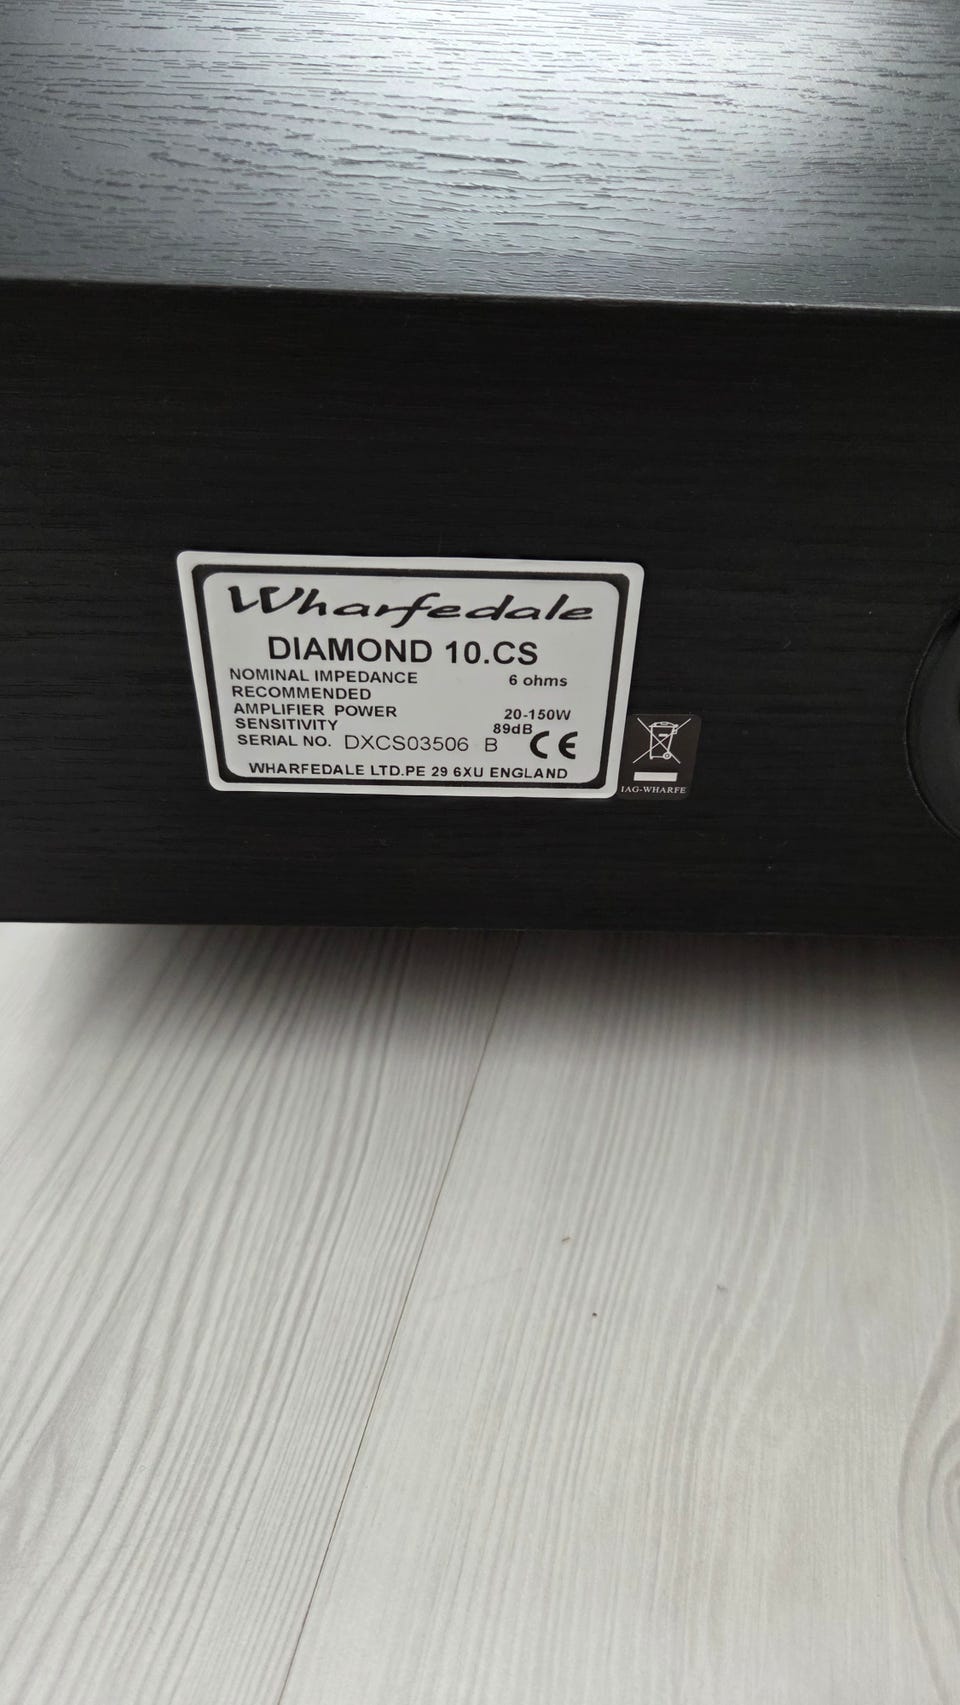 Wharfedale
DIAMOND 10.CS
NOMINAL IMPEDANCE 6 ohms
RECOMMENDED
AMPLIFIER POWER 20-150W
SENSITIVITY 89dB
SERIAL NO. DXCS03506 B CE
WHARFEDALE LTD.PE 29 6XU ENGLAND
IAG-WHARFE